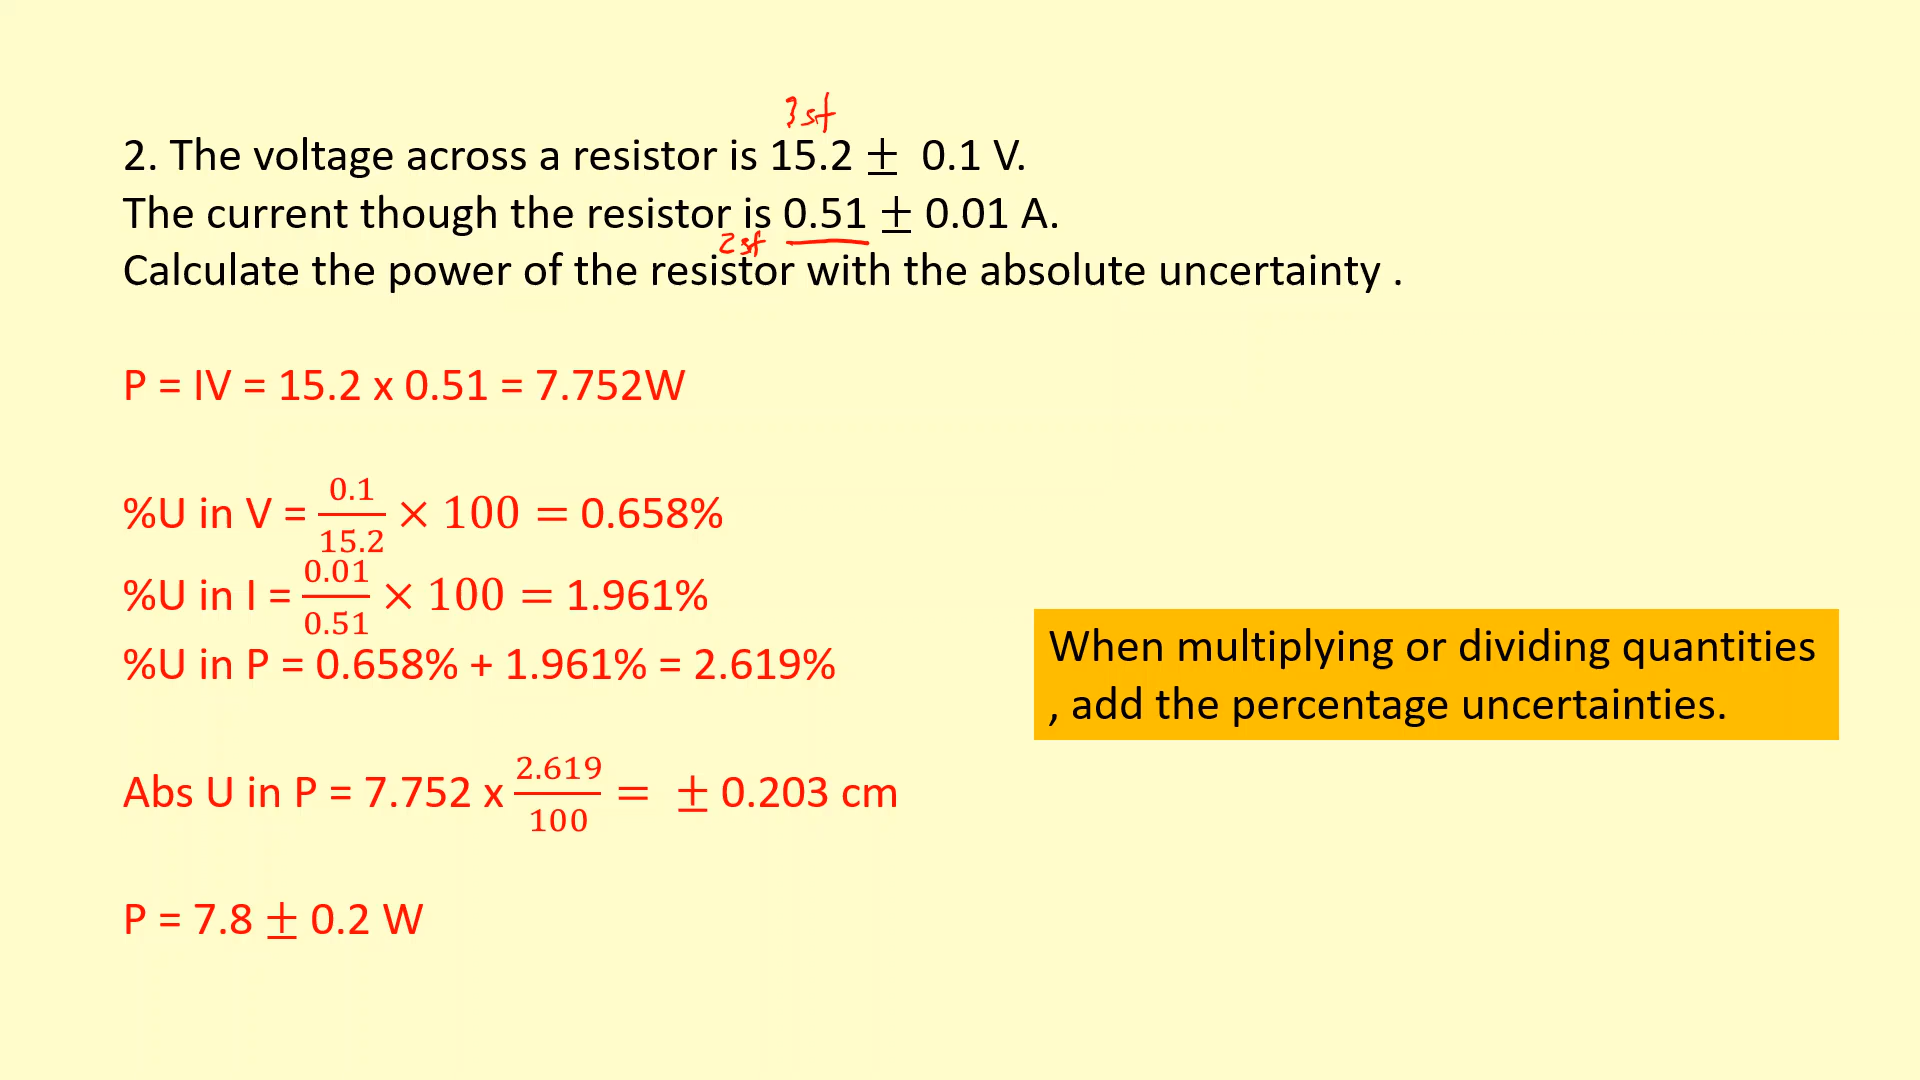 3sf
2. The voltage across a resistor is 15.2 ± 0.1 V.
The current though the resistor is 0.51 ± 0.01 A.
2sf
Calculate the power of the resistor with the absolute uncertainty .
P = IV = 15.2 x 0.51 = 7.752W
%U in V = 0.1/15.2 × 100 = 0.658%
%U in I = 0.01/0.51 × 100 = 1.961%
%U in P = 0.658% + 1.961% = 2.619%
When multiplying or dividing quantities
, add the percentage uncertainties.
Abs U in P = 7.752 x 2.619/100 = ± 0.203 cm
P = 7.8 ± 0.2 W